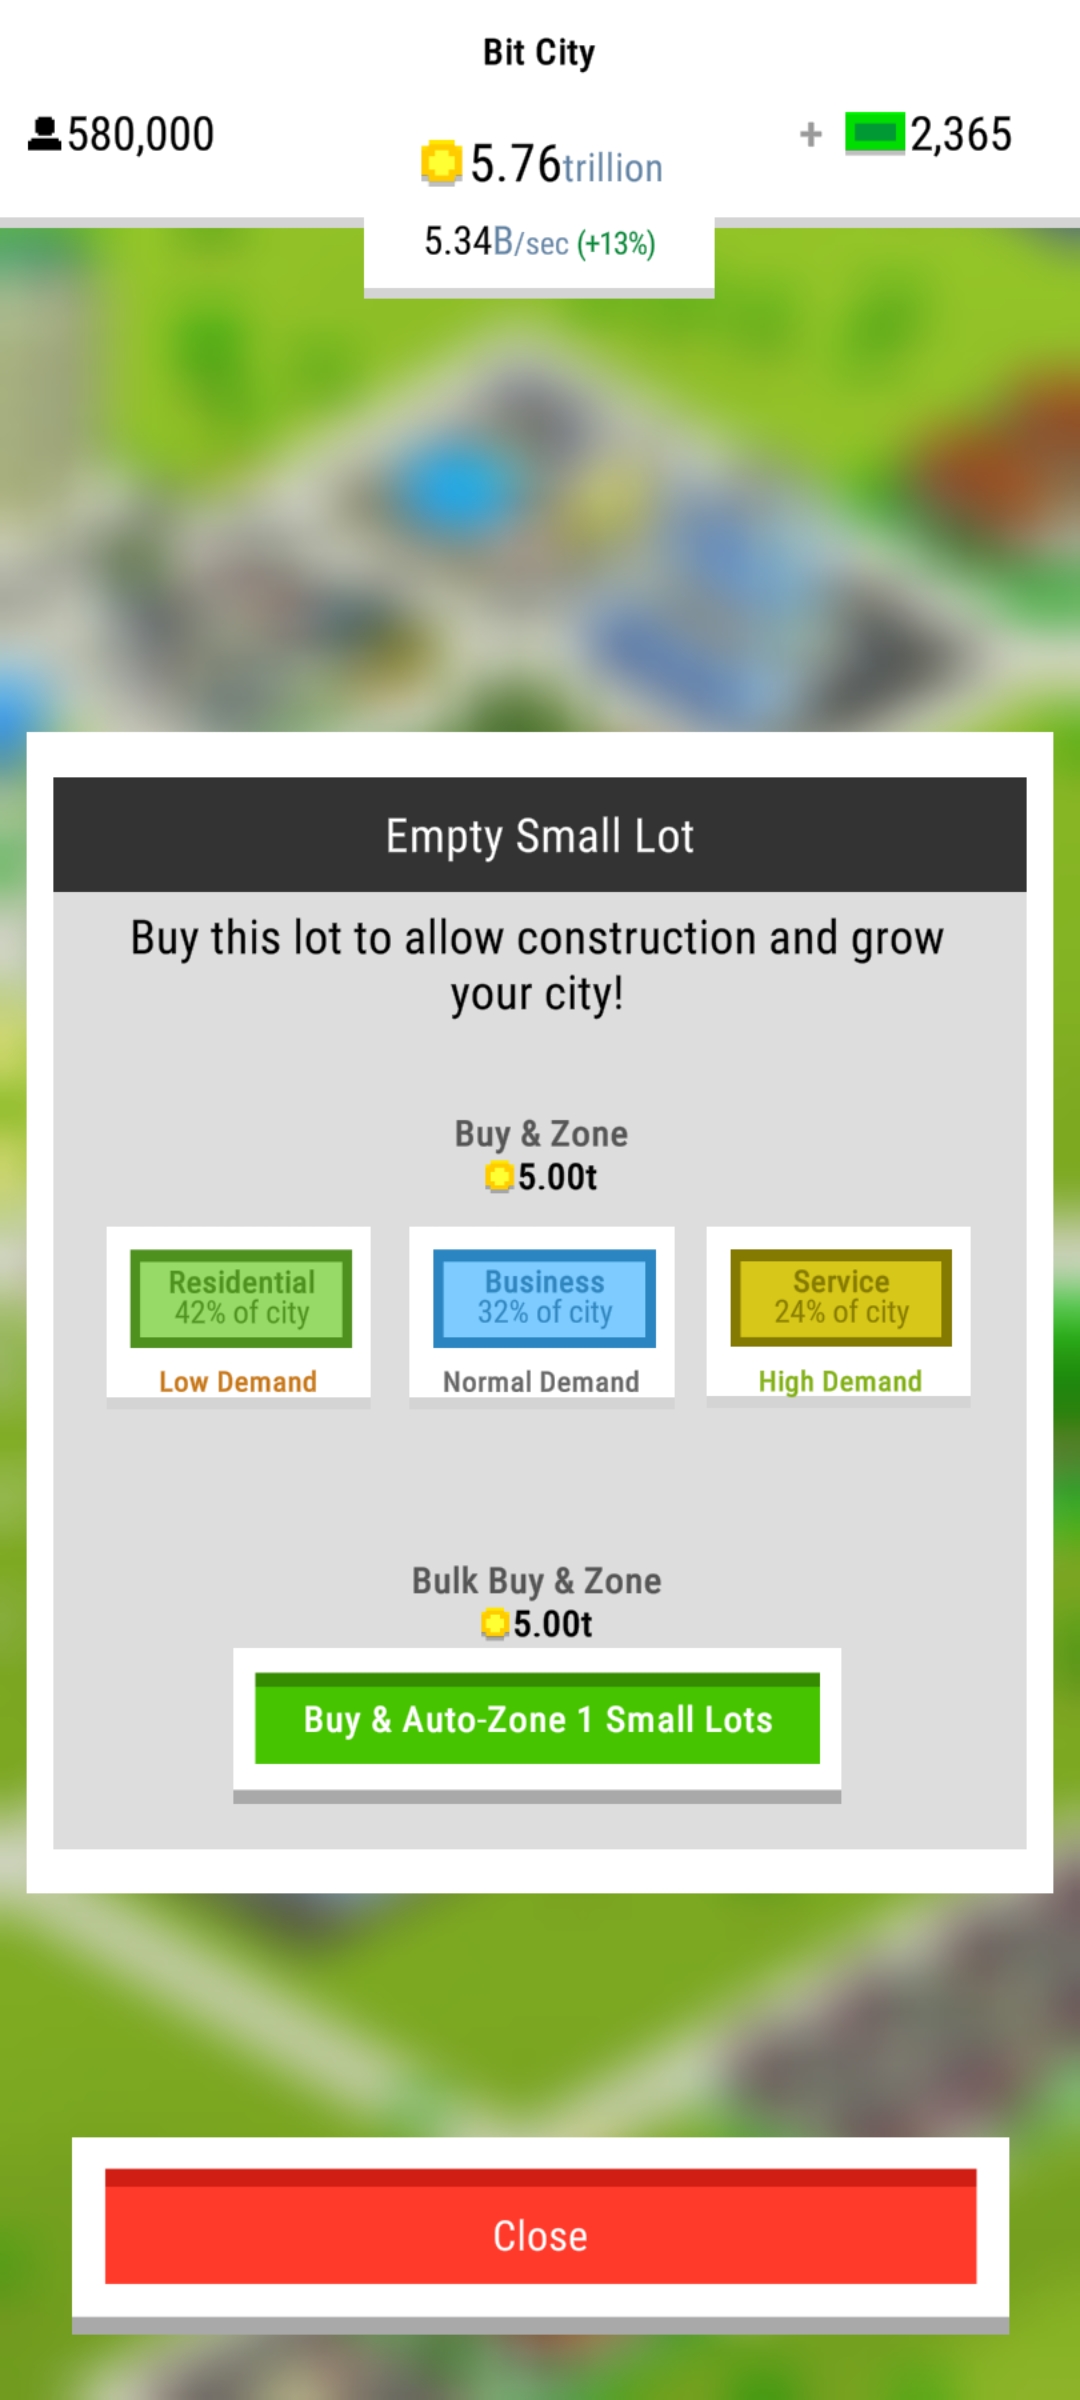 Bit City
580,000
5.76trillion
+ 2,365
5.34B/sec (+13%)
Empty Small Lot
Buy this lot to allow construction and grow
your city!
Buy & Zone
5.00t
Residential
42% of city
Low Demand
Business
32% of city
Normal Demand
Service
24% of city
High Demand
Bulk Buy & Zone
5.00t
Buy & Auto-Zone 1 Small Lots
Close